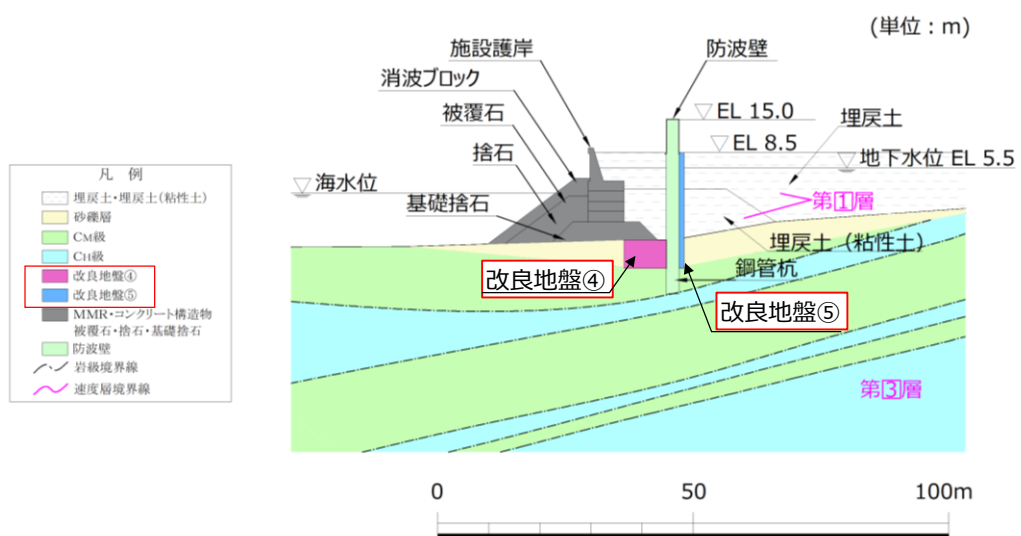 (単位：m)
施設護岸
防波壁
消波ブロック
被覆石
EL 15.0
埋戻土
捨石
EL 8.5
地下水位 EL 5.5
海水位
第1層
基礎捨石
埋戻土（粘性土）
改良地盤④
鋼管杭
改良地盤⑤
第3層
凡 例
埋戻土・埋戻土(粘性土)
砂礫層
CM級
CH級
改良地盤④
改良地盤⑤
MMR・コンクリート構造物
被覆石・捨石・基礎捨石
防波壁
岩級境界線
速度層境界線
0 50 100m